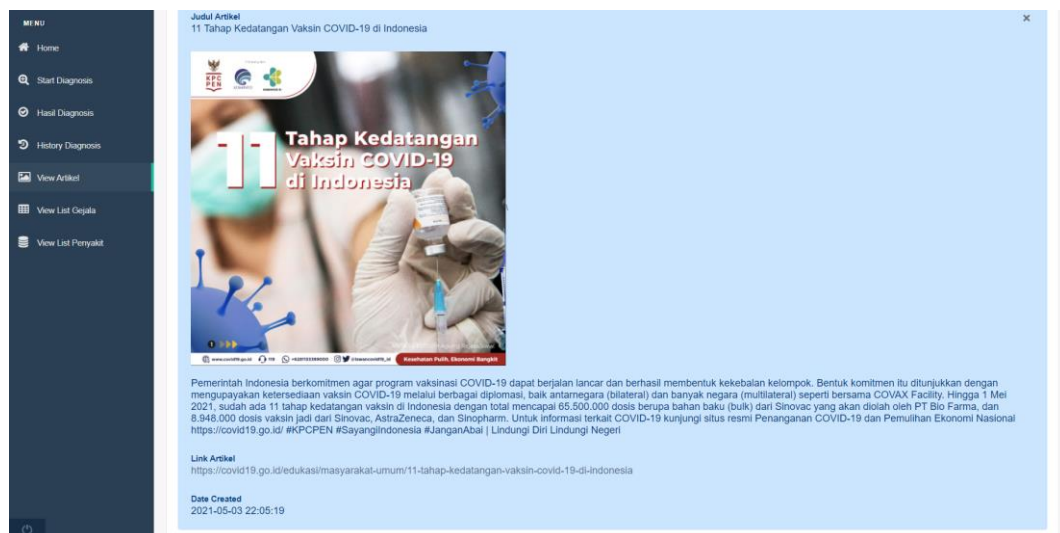 MENU
Home
Start Diagnosis
Hasil Diagnosis
History Diagnosis
View Artikel
View List Gejala
View List Penyakit
Judul Artikel
×
11 Tahap Kedatangan Vaksin COVID-19 di Indonesia
KPC
PEN
11
Tahap Kedatangan
Vaksin COVID-19
di Indonesia
www.covid19.go.id
119
Kesehatan Pulih, Ekonomi Bangkit
Pemerintah Indonesia berkomitmen agar program vaksinasi COVID-19 dapat berjalan lancar dan berhasil membentuk kekebalan kelompok. Bentuk komitmen itu ditunjukkan dengan
mengupayakan ketersediaan vaksin COVID-19 melalui berbagai diplomasi, baik antarnegara (bilateral) dan banyak negara (multilateral) seperti bersama COVAX Facility. Hingga 1 Mei
2021, sudah ada 11 tahap kedatangan vaksin di Indonesia dengan total mencapai 65.500.000 dosis berupa bahan baku (bulk) dari Sinovac yang akan diolah oleh PT Bio Farma, dan
8.948.000 dosis vaksin jadi dari Sinovac, AstraZeneca, dan Sinopharm. Untuk informasi terkait COVID-19 kunjungi situs resmi Penanganan COVID-19 dan Pemulihan Ekonomi Nasional
https://covid19.go.id/ #KPCPEN #SayangiIndonesia #JanganAbai | Lindungi Diri Lindungi Negeri
Link Artikel
https://covid19.go.id/edukasi/masyarakat-umum/11-tahap-kedatangan-vaksin-covid-19-di-indonesia
Date Created
2021-05-03 22:05:19